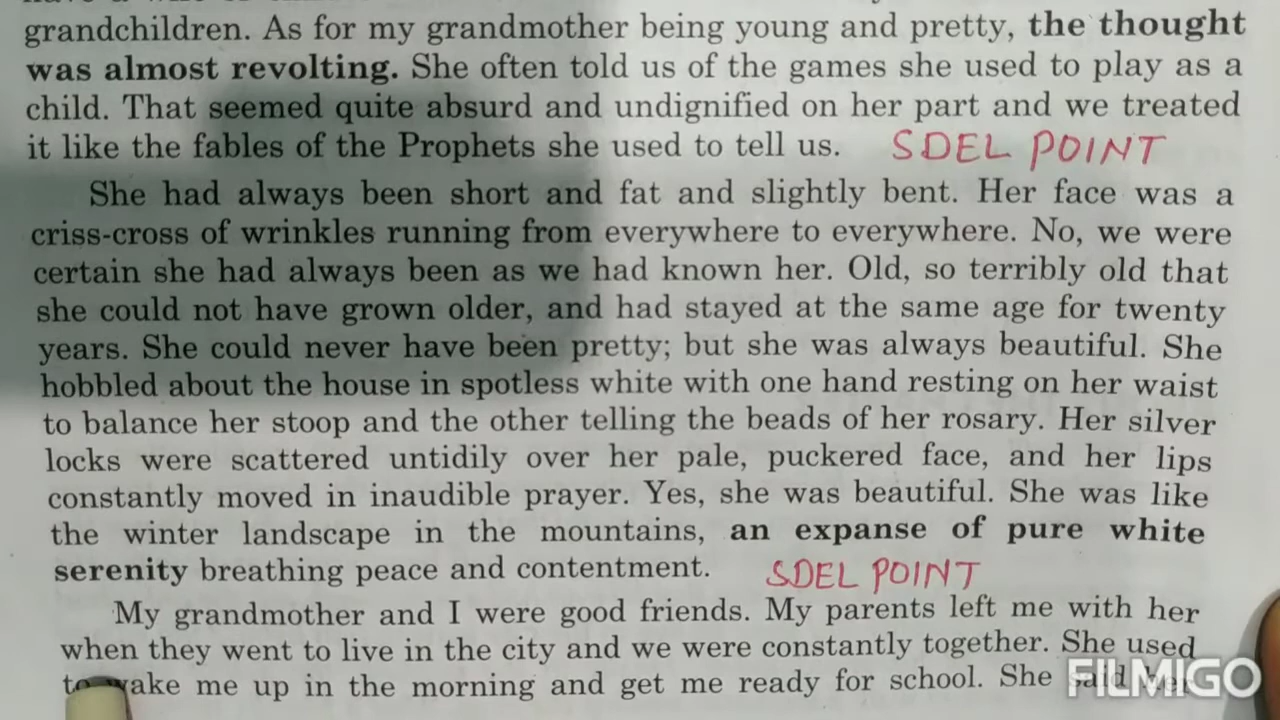 grandchildren. As for my grandmother being young and pretty, the thought
was almost revolting. She often told us of the games she used to play as a
child. That seemed quite absurd and undignified on her part and we treated
it like the fables of the Prophets she used to tell us. SDEL POINT
She had always been short and fat and slightly bent. Her face was a
criss-cross of wrinkles running from everywhere to everywhere. No, we were
certain she had always been as we had known her. Old, so terribly old that
she could not have grown older, and had stayed at the same age for twenty
years. She could never have been pretty; but she was always beautiful. She
hobbled about the house in spotless white with one hand resting on her waist
to balance her stoop and the other telling the beads of her rosary. Her silver
locks were scattered untidily over her pale, puckered face, and her lips
constantly moved in inaudible prayer. Yes, she was beautiful. She was like
the winter landscape in the mountains, an expanse of pure white
serenity breathing peace and contentment. SDEL POINT
My grandmother and I were good friends. My parents left me with her
when they went to live in the city and we were constantly together. She used
to wake me up in the morning and get me ready for school. She said her
FILMIGO